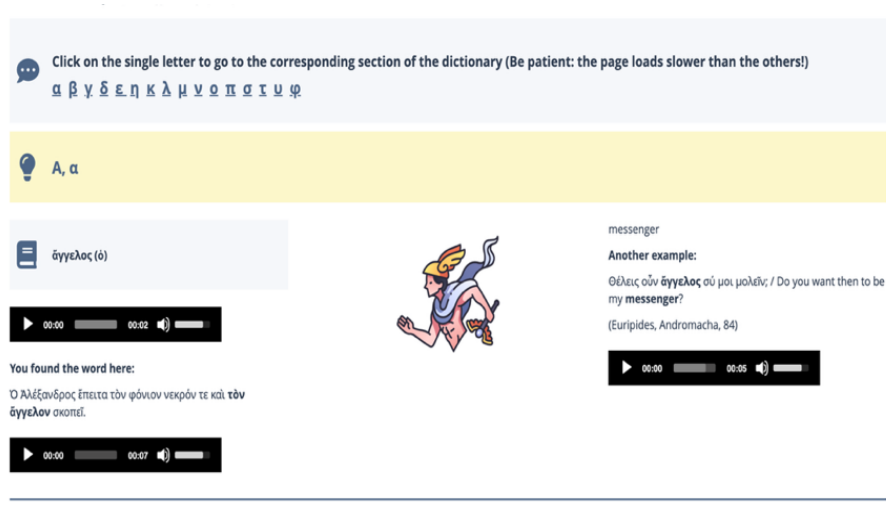 Click on the single letter to go to the corresponding section of the dictionary (Be patient: the page loads slower than the others!)
α β γ δ ε η κ λ μ ν ο π σ τ υ φ
Α, α
ἄγγελος (ὁ)
00:00 00:02
You found the word here:
Ὁ Ἀλέξανδρος ἔπειτα τὸν φόνιον νεκρόν τε καὶ τὸν
ἄγγελον σκοπεῖ.
00:00 00:07
messenger
Another example:
Θέλεις οὖν ἄγγελος σύ μοι μολεῖν; / Do you want then to be
my messenger?
(Euripides, Andromacha, 84)
00:00 00:05